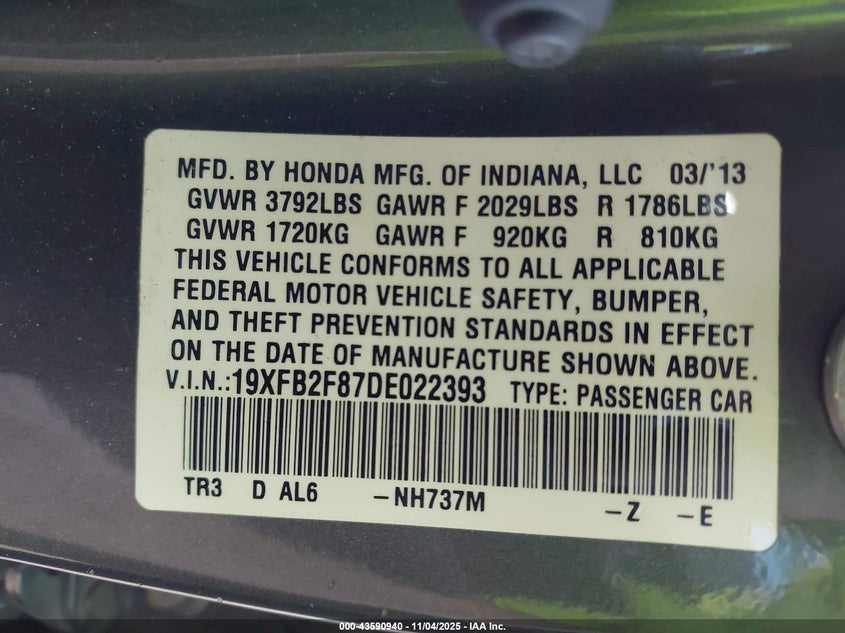 MFD. BY HONDA MFG. OF INDIANA, LLC 03/'13
GVWR 3792LBS GAWR F 2029LBS R 1786LBS
GVWR 1720KG GAWR F 920KG R 810KG
THIS VEHICLE CONFORMS TO ALL APPLICABLE
FEDERAL MOTOR VEHICLE SAFETY, BUMPER,
AND THEFT PREVENTION STANDARDS IN EFFECT
ON THE DATE OF MANUFACTURE SHOWN ABOVE.
V.I.N.:19XFB2F87DE022393 TYPE: PASSENGER CAR
TR3 D AL6 –NH737M –Z –E
000-43590940 - 11/04/2025 - IAA Inc.